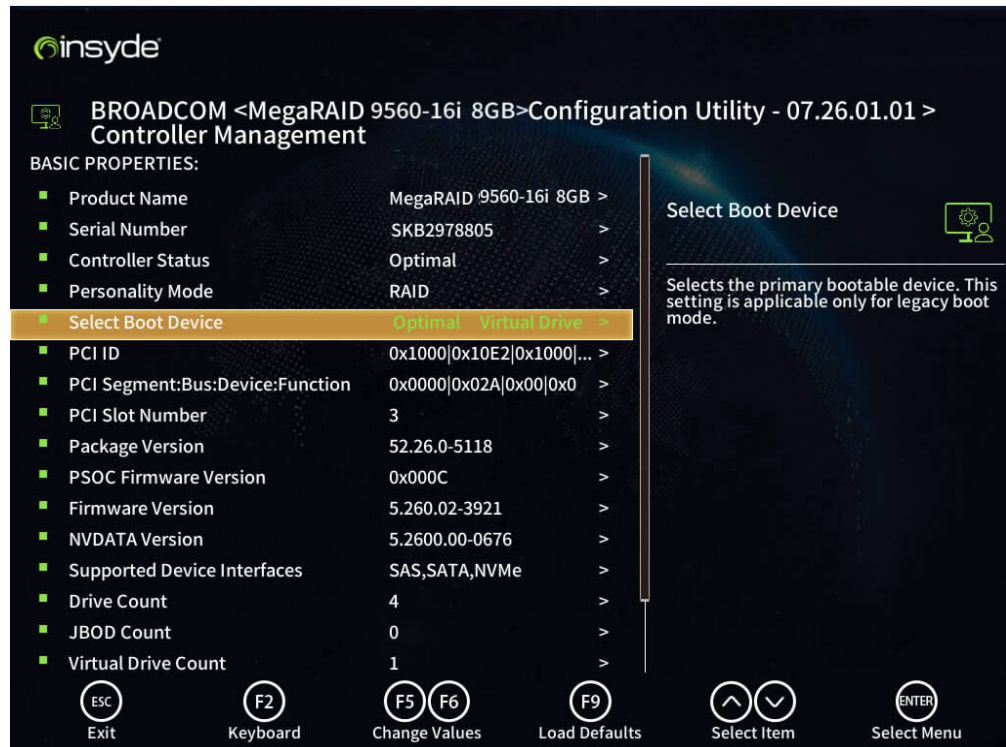 insyde
BROADCOM <MegaRAID 9560-16i 8GB>Configuration Utility - 07.26.01.01 >
Controller Management
BASIC PROPERTIES:
Product Name MegaRAID 9560-16i 8GB >
Serial Number SKB2978805 >
Controller Status Optimal >
Personality Mode RAID >
Select Boot Device Optimal Virtual Drive >
PCI ID 0x1000|0x10E2|0x1000|... >
PCI Segment:Bus:Device:Function 0x0000|0x02A|0x00|0x0 >
PCI Slot Number 3 >
Package Version 52.26.0-5118 >
PSOC Firmware Version 0x000C >
Firmware Version 5.260.02-3921 >
NVDATA Version 5.2600.00-0676 >
Supported Device Interfaces SAS,SATA,NVMe >
Drive Count 4 >
JBOD Count 0 >
Virtual Drive Count 1 >
Select Boot Device
Selects the primary bootable device. This
setting is applicable only for legacy boot
mode.
ESC F2 F5 F6 F9 ENTER
Exit Keyboard Change Values Load Defaults Select Item Select Menu